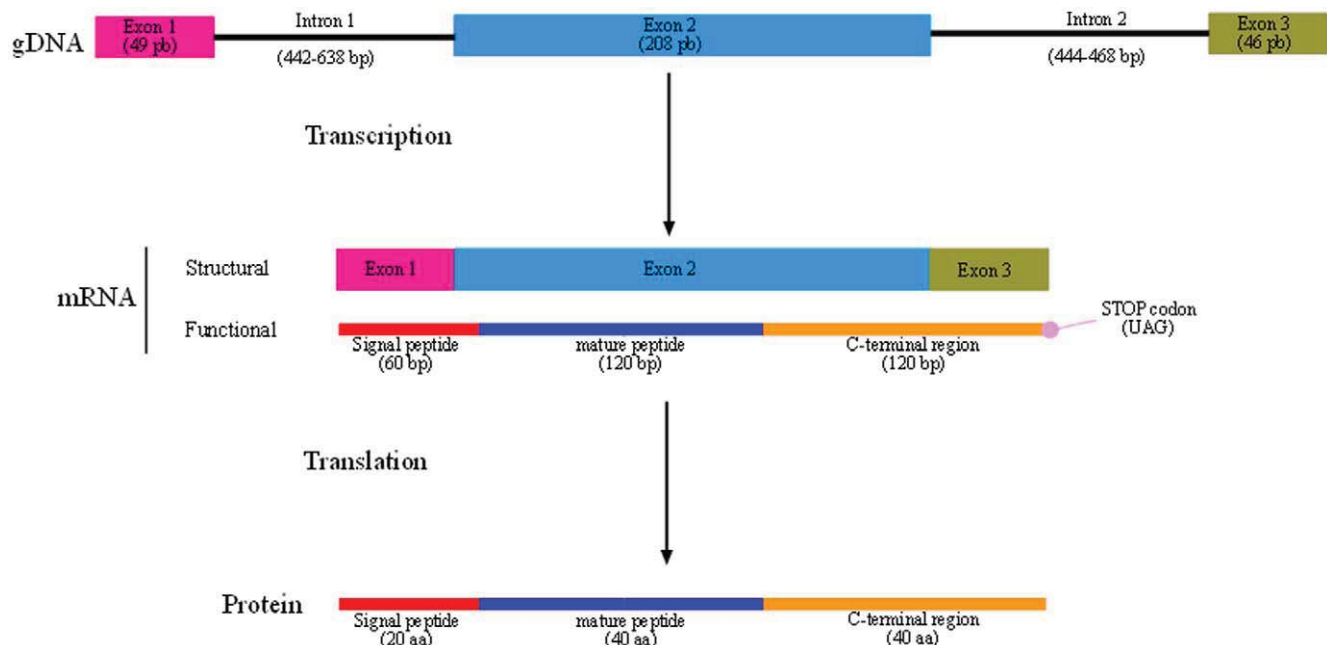 gDNA
Exon 1
(49 pb)
Intron 1
(442-638 bp)
Exon 2
(208 pb)
Intron 2
(444-468 bp)
Exon 3
(46 pb)
Transcription
mRNA
Structural
Exon 1
Exon 2
Exon 3
Functional
Signal peptide
(60 bp)
mature peptide
(120 bp)
C-terminal region
(120 bp)
STOP codon
(UAG)
Translation
Protein
Signal peptide
(20 aa)
mature peptide
(40 aa)
C-terminal region
(40 aa)